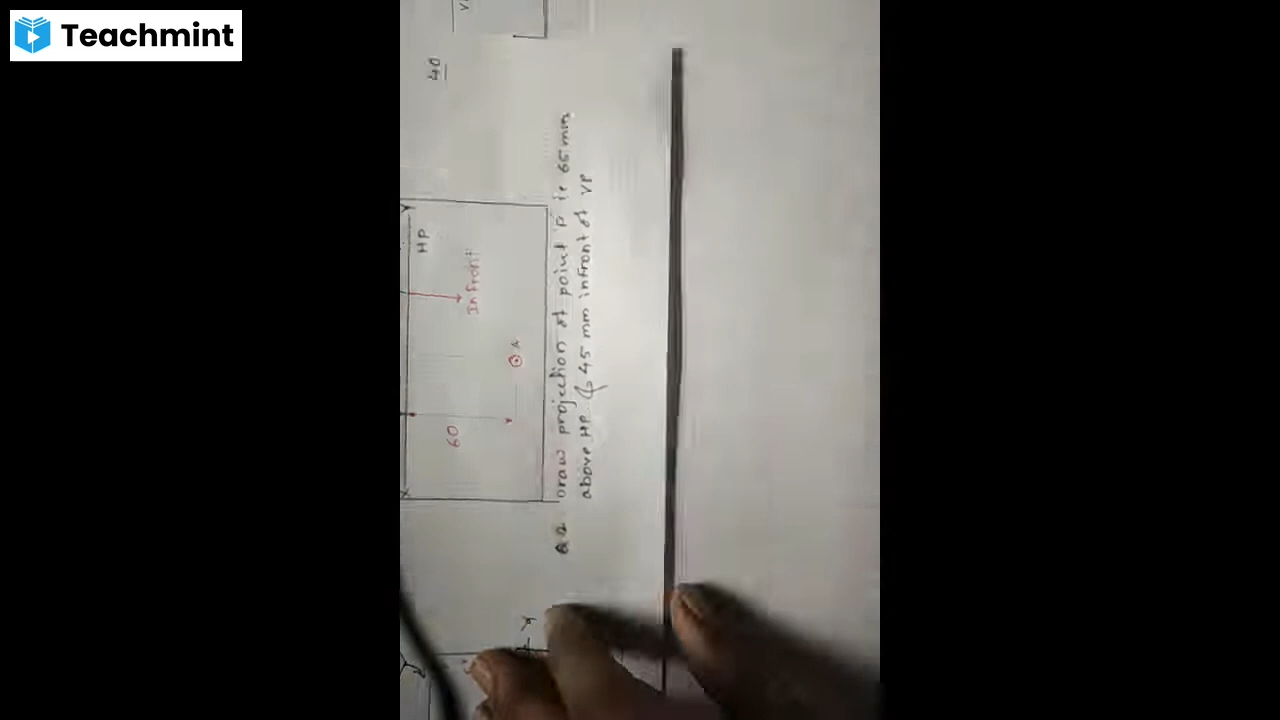 Teachmint
40
HP
Infront
A
60
Q2 Draw projection of point 'P' is 65 mm
above HP & 45 mm infront of VP